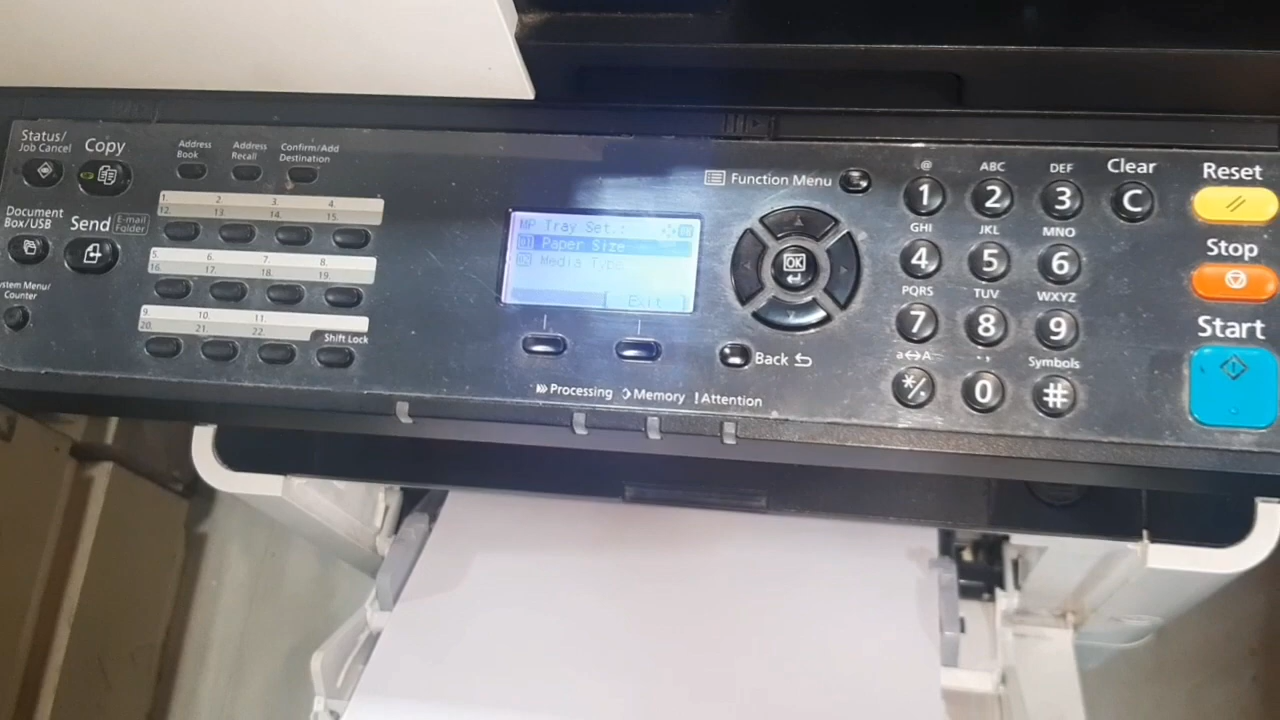 Status/
Job Cancel
Copy
Address
Book
Address
Recall
Confirm/Add
Destination
Document
Box/USB
Send
E-mail
Folder
System Menu/
Counter
1. 2. 3. 4.
12. 13. 14. 15.
5. 6. 7. 8.
16. 17. 18. 19.
9. 10. 11.
20. 21. 22.
Shift Lock
MP Tray Set.:
01 Paper Size
02 Media Type
Exit
Function Menu
OK
Back
Processing Memory !Attention
@ ABC DEF
1 2 3
GHI JKL MNO
4 5 6
PQRS TUV WXYZ
7 8 9
a↔A . , Symbols
*/. 0 #
Clear
C
Reset
Stop
Start